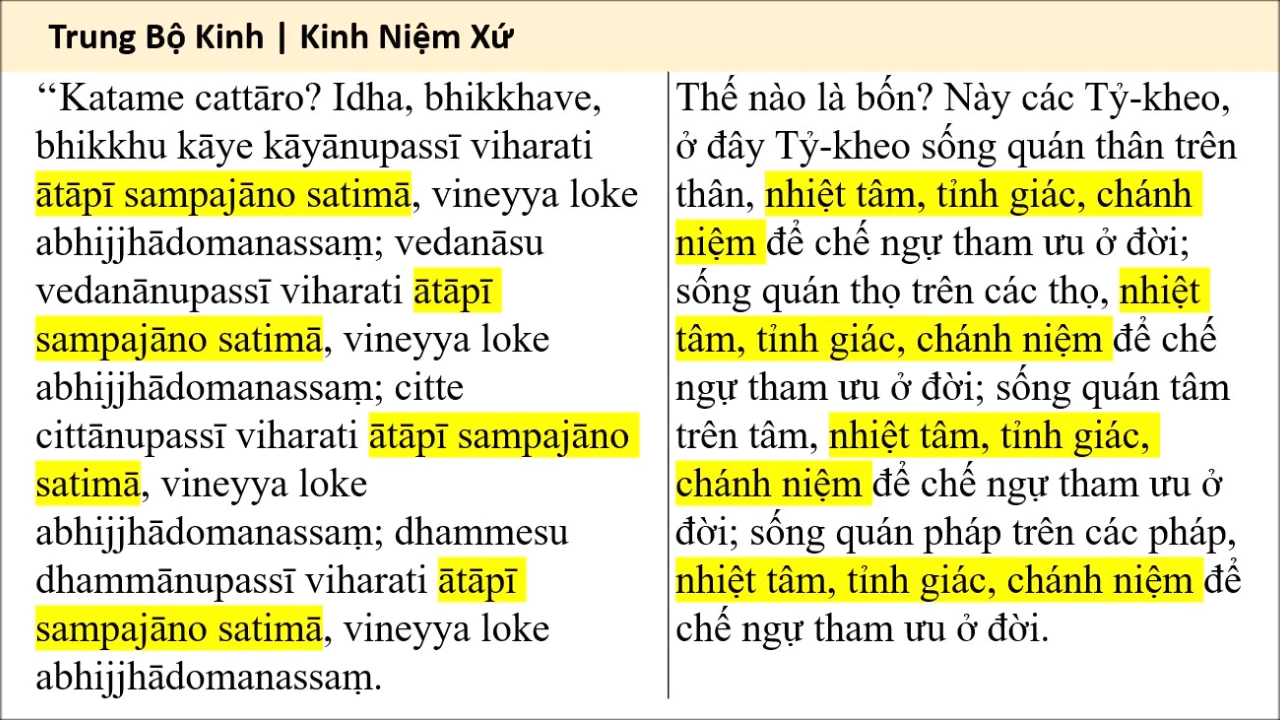 Trung Bộ Kinh | Kinh Niệm Xứ
‘‘Katame cattāro? Idha, bhikkhave,
bhikkhu kāye kāyānupassī viharati
ātāpī sampajāno satimā, vineyya loke
abhijjhādomanassaṃ; vedanāsu
vedanānupassī viharati ātāpī
sampajāno satimā, vineyya loke
abhijjhādomanassaṃ; citte
cittānupassī viharati ātāpī sampajāno
satimā, vineyya loke
abhijjhādomanassaṃ; dhammesu
dhammānupassī viharati ātāpī
sampajāno satimā, vineyya loke
abhijjhādomanassaṃ.
Thế nào là bốn? Này các Tỷ-kheo,
ở đây Tỷ-kheo sống quán thân trên
thân, nhiệt tâm, tỉnh giác, chánh
niệm để chế ngự tham ưu ở đời;
sống quán thọ trên các thọ, nhiệt
tâm, tỉnh giác, chánh niệm để chế
ngự tham ưu ở đời; sống quán tâm
trên tâm, nhiệt tâm, tỉnh giác,
chánh niệm để chế ngự tham ưu ở
đời; sống quán pháp trên các pháp,
nhiệt tâm, tỉnh giác, chánh niệm để
chế ngự tham ưu ở đời.